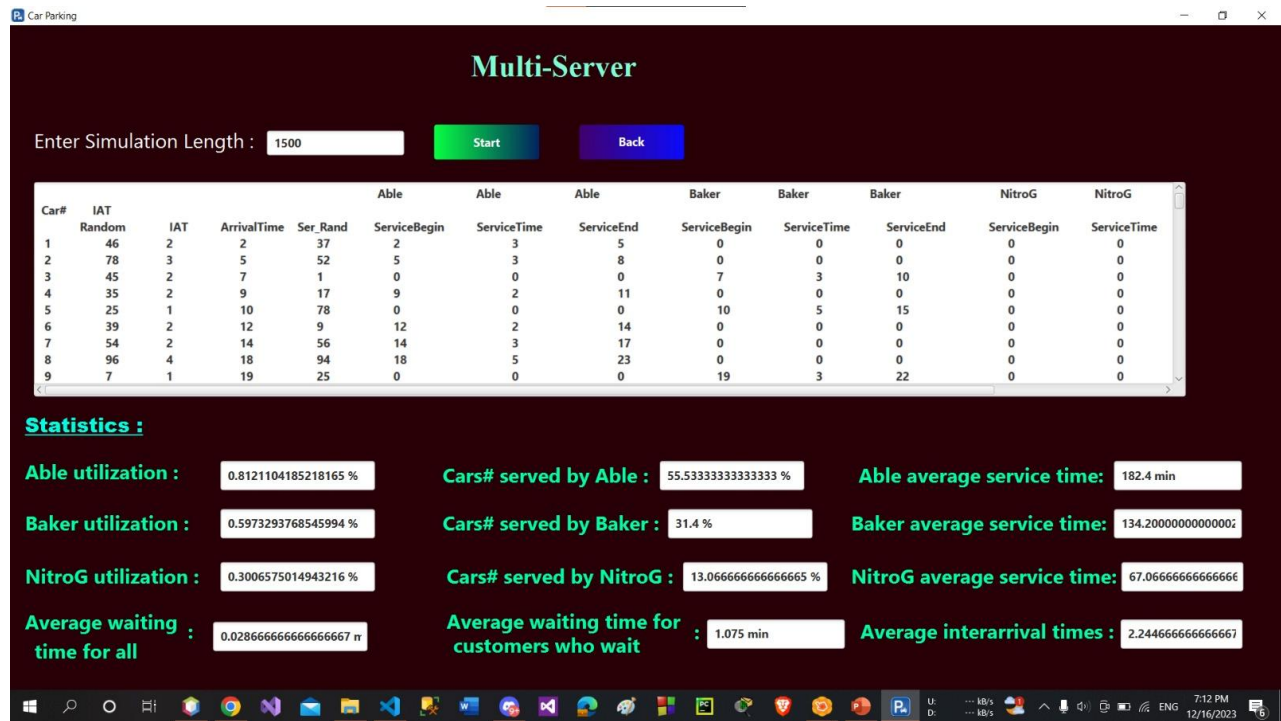 Car Parking
Multi-Server
Enter Simulation Length : 1500 Start Back
Able Able Able Baker Baker Baker NitroG NitroG
Car# IAT
Random IAT ArrivalTime Ser_Rand ServiceBegin ServiceTime ServiceEnd ServiceBegin ServiceTime ServiceEnd ServiceBegin ServiceTime
1 46 2 2 37 2 3 5 0 0 0 0 0
2 78 3 5 52 5 3 8 0 0 0 0 0
3 45 2 7 1 0 0 0 7 3 10 0 0
4 35 2 9 17 9 2 11 0 0 0 0 0
5 25 1 10 78 0 0 0 10 5 15 0 0
6 39 2 12 9 12 2 14 0 0 0 0 0
7 54 2 14 56 14 3 17 0 0 0 0 0
8 96 4 18 94 18 5 23 0 0 0 0 0
9 7 1 19 25 0 0 0 19 3 22 0 0
Statistics :
Able utilization : 0.8121104185218165 % Cars# served by Able : 55.53333333333333 % Able average service time: 182.4 min
Baker utilization : 0.5973293768545994 % Cars# served by Baker : 31.4 % Baker average service time: 134.20000000000002
NitroG utilization : 0.3006575014943216 % Cars# served by NitroG : 13.066666666666665 % NitroG average service time: 67.06666666666666
Average waiting time for all : 0.028666666666666667 m Average waiting time for customers who wait : 1.075 min Average interarrival times : 2.244666666666667
U: ... kB/s
D: ... kB/s
ENG
7:12 PM
12/16/2023
6